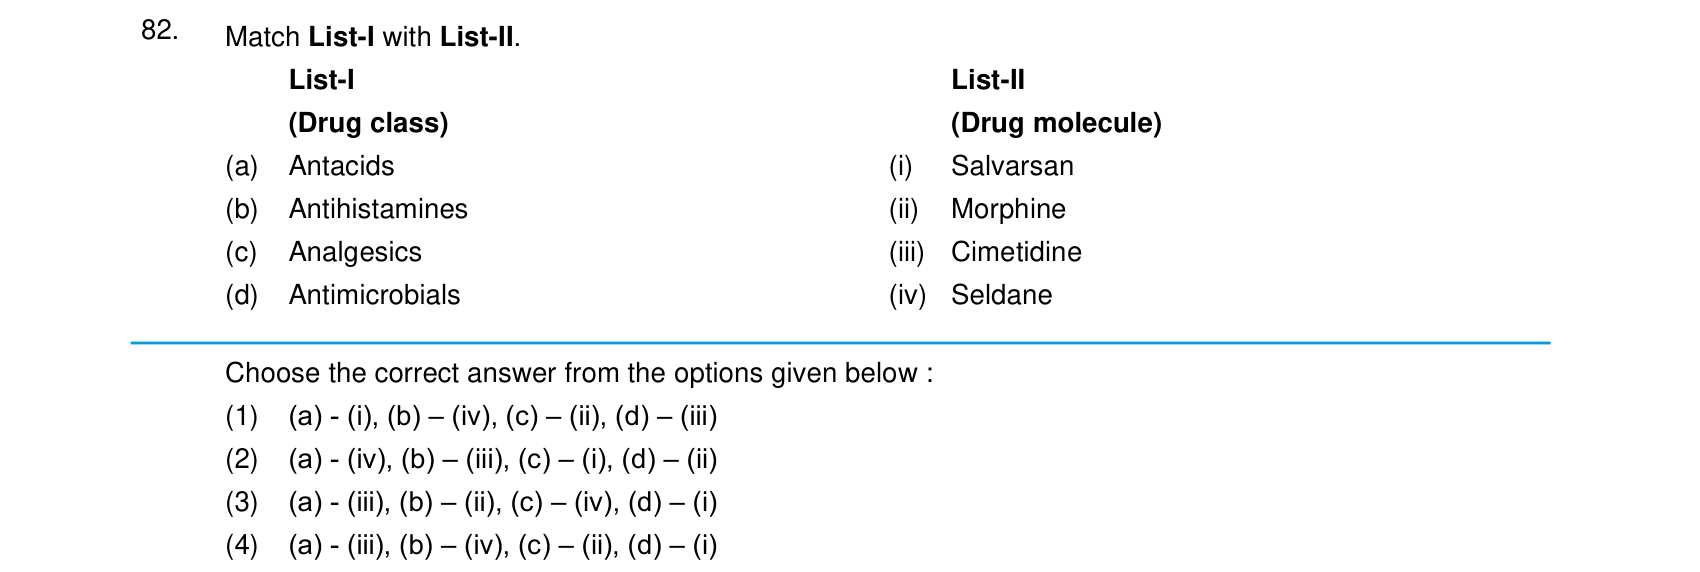 82. Match List-I with List-II.
List-I List-II
(Drug class) (Drug molecule)
(a) Antacids (i) Salvarsan
(b) Antihistamines (ii) Morphine
(c) Analgesics (iii) Cimetidine
(d) Antimicrobials (iv) Seldane
Choose the correct answer from the options given below :
(1) (a) - (i), (b) – (iv), (c) – (ii), (d) – (iii)
(2) (a) - (iv), (b) – (iii), (c) – (i), (d) – (ii)
(3) (a) - (iii), (b) – (ii), (c) – (iv), (d) – (i)
(4) (a) - (iii), (b) – (iv), (c) – (ii), (d) – (i)